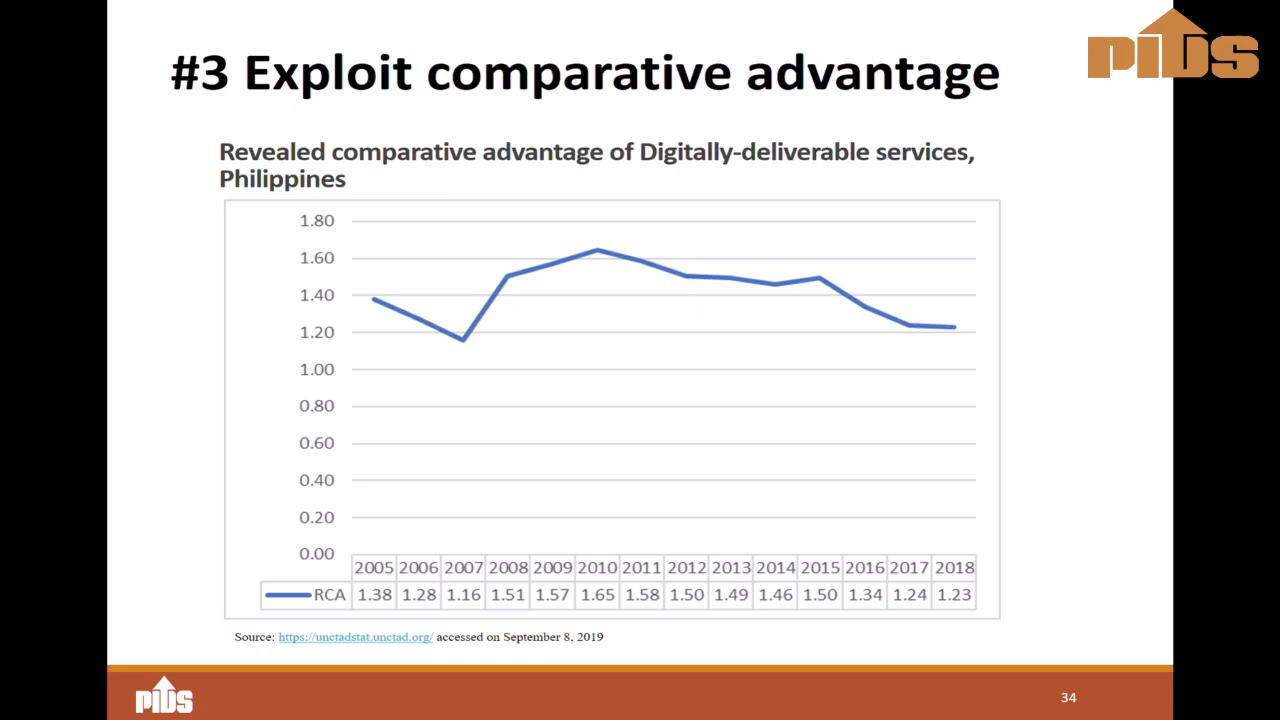 #3 Exploit comparative advantage
PIDS
Revealed comparative advantage of Digitally-deliverable services,
Philippines
1.80
1.60
1.40
1.20
1.00
0.80
0.60
0.40
0.20
0.00
2005 2006 2007 2008 2009 2010 2011 2012 2013 2014 2015 2016 2017 2018
RCA 1.38 1.28 1.16 1.51 1.57 1.65 1.58 1.50 1.49 1.46 1.50 1.34 1.24 1.23
Source: https://unctadstat.unctad.org/ accessed on September 8, 2019
PIDS
34